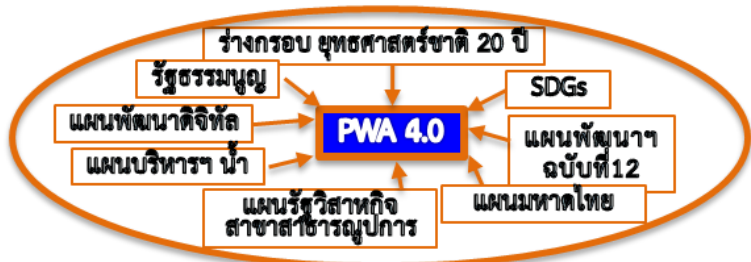 ร่างกรอบ ยุทธศาสตร์ชาติ 20 ปี
รัฐธรรมนูญ
SDGs
แผนพัฒนาดิจิทัล
PWA 4.0
แผนพัฒนาฯ
ฉบับที่12
แผนบริหารฯ น้ำ
แผนรัฐวิสาหกิจ
สาขาสาธารณูปการ
แผนมหาดไทย